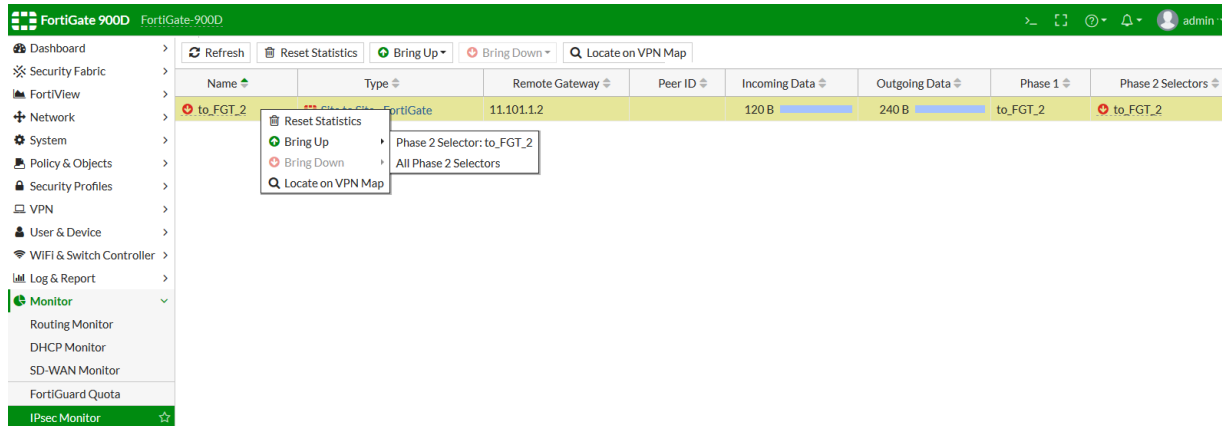 FortiGate 900D FortiGate-900D >_ admin
Dashboard
Security Fabric
FortiView
Network
System
Policy & Objects
Security Profiles
VPN
User & Device
WiFi & Switch Controller
Log & Report
Monitor
Routing Monitor
DHCP Monitor
SD-WAN Monitor
FortiGuard Quota
IPsec Monitor
Refresh Reset Statistics Bring Up Bring Down Locate on VPN Map
Name Type Remote Gateway Peer ID Incoming Data Outgoing Data Phase 1 Phase 2 Selectors
to_FGT_2 Site to Site - FortiGate 11.101.1.2 120 B 240 B to_FGT_2 to_FGT_2
Reset Statistics
Bring Up
Bring Down
Locate on VPN Map
Phase 2 Selector: to_FGT_2
All Phase 2 Selectors